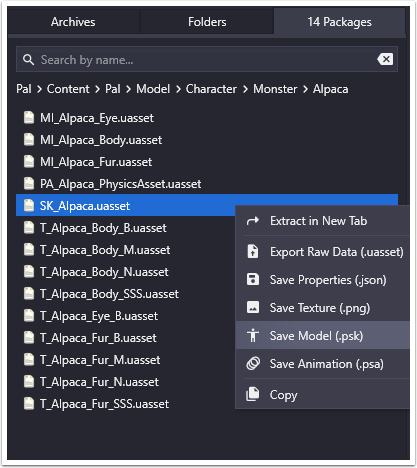 Archives Folders 14 Packages
Search by name...
Pal > Content > Pal > Model > Character > Monster > Alpaca
MI_Alpaca_Eye.uasset
MI_Alpaca_Body.uasset
MI_Alpaca_Fur.uasset
PA_Alpaca_PhysicsAsset.uasset
SK_Alpaca.uasset
T_Alpaca_Body_B.uasset
T_Alpaca_Body_M.uasset
T_Alpaca_Body_N.uasset
T_Alpaca_Body_SSS.uasset
T_Alpaca_Eye_B.uasset
T_Alpaca_Fur_B.uasset
T_Alpaca_Fur_M.uasset
T_Alpaca_Fur_N.uasset
T_Alpaca_Fur_SSS.uasset
Extract in New Tab
Export Raw Data (.uasset)
Save Properties (.json)
Save Texture (.png)
Save Model (.psk)
Save Animation (.psa)
Copy